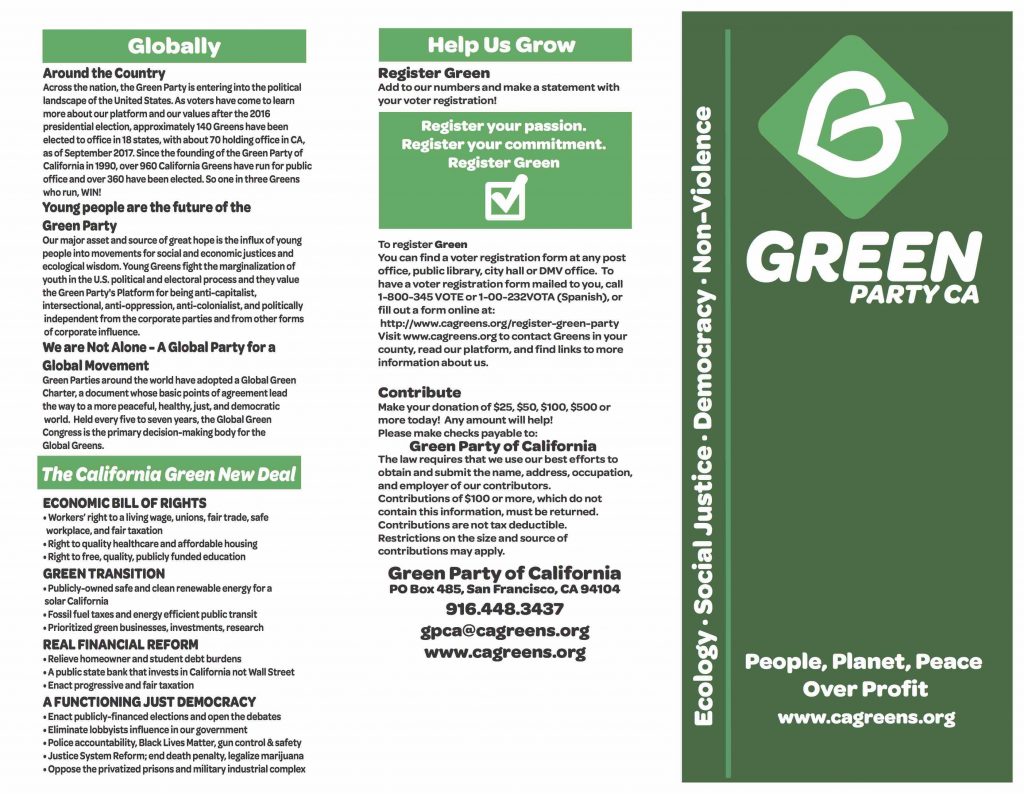 Globally
Around the Country
Across the nation, the Green Party is entering into the political
landscape of the United States. As voters have come to learn
more about our platform and our values after the 2016
presidential election, approximately 140 Greens have been
elected to office in 18 states, with about 70 holding office in CA,
as of September 2017. Since the founding of the Green Party of
California in 1990, over 960 California Greens have run for public
office and over 360 have been elected. So one in three Greens
who run, WIN!
Young people are the future of the
Green Party
Our major asset and source of great hope is the influx of young
people into movements for social and economic justices and
ecological wisdom. Young Greens fight the marginalization of
youth in the U.S. political and electoral process and they value
the Green Party's Platform for being anti-capitalist,
intersectional, anti-oppression, anti-colonialist, and politically
independent from the corporate parties and from other forms
of corporate influence.
We are Not Alone - A Global Party for a
Global Movement
Green Parties around the world have adopted a Global Green
Charter, a document whose basic points of agreement lead
the way to a more peaceful, healthy, just, and democratic
world. Held every five to seven years, the Global Green
Congress is the primary decision-making body for the
Global Greens.
The California Green New Deal
ECONOMIC BILL OF RIGHTS
• Workers' right to a living wage, unions, fair trade, safe
workplace, and fair taxation
• Right to quality healthcare and affordable housing
• Right to free, quality, publicly funded education
GREEN TRANSITION
• Publicly-owned safe and clean renewable energy for a
solar California
• Fossil fuel taxes and energy efficient public transit
• Prioritized green businesses, investments, research
REAL FINANCIAL REFORM
• Relieve homeowner and student debt burdens
• A public state bank that invests in California not Wall Street
• Enact progressive and fair taxation
A FUNCTIONING JUST DEMOCRACY
• Enact publicly-financed elections and open the debates
• Eliminate lobbyists influence in our government
• Police accountability, Black Lives Matter, gun control & safety
• Justice System Reform; end death penalty, legalize marijuana
• Oppose the privatized prisons and military industrial complex
Help Us Grow
Register Green
Add to our numbers and make a statement with
your voter registration!
Register your passion.
Register your commitment.
Register Green
To register Green
You can find a voter registration form at any post
office, public library, city hall or DMV office. To
have a voter registration form mailed to you, call
1-800-345 VOTE or 1-00-232VOTA (Spanish), or
fill out a form online at:
http://www.cagreens.org/register-green-party
Visit www.cagreens.org to contact Greens in your
county, read our platform, and find links to more
information about us.
Contribute
Make your donation of $25, $50, $100, $500 or
more today! Any amount will help!
Please make checks payable to:
Green Party of California
The law requires that we use our best efforts to
obtain and submit the name, address, occupation,
and employer of our contributors.
Contributions of $100 or more, which do not
contain this information, must be returned.
Contributions are not tax deductible.
Restrictions on the size and source of
contributions may apply.
Green Party of California
PO Box 485, San Francisco, CA 94104
916.448.3437
gpca@cagreens.org
www.cagreens.org
Ecology · Social Justice · Democracy · Non-Violence
GREEN
PARTY CA
People, Planet, Peace
Over Profit
www.cagreens.org